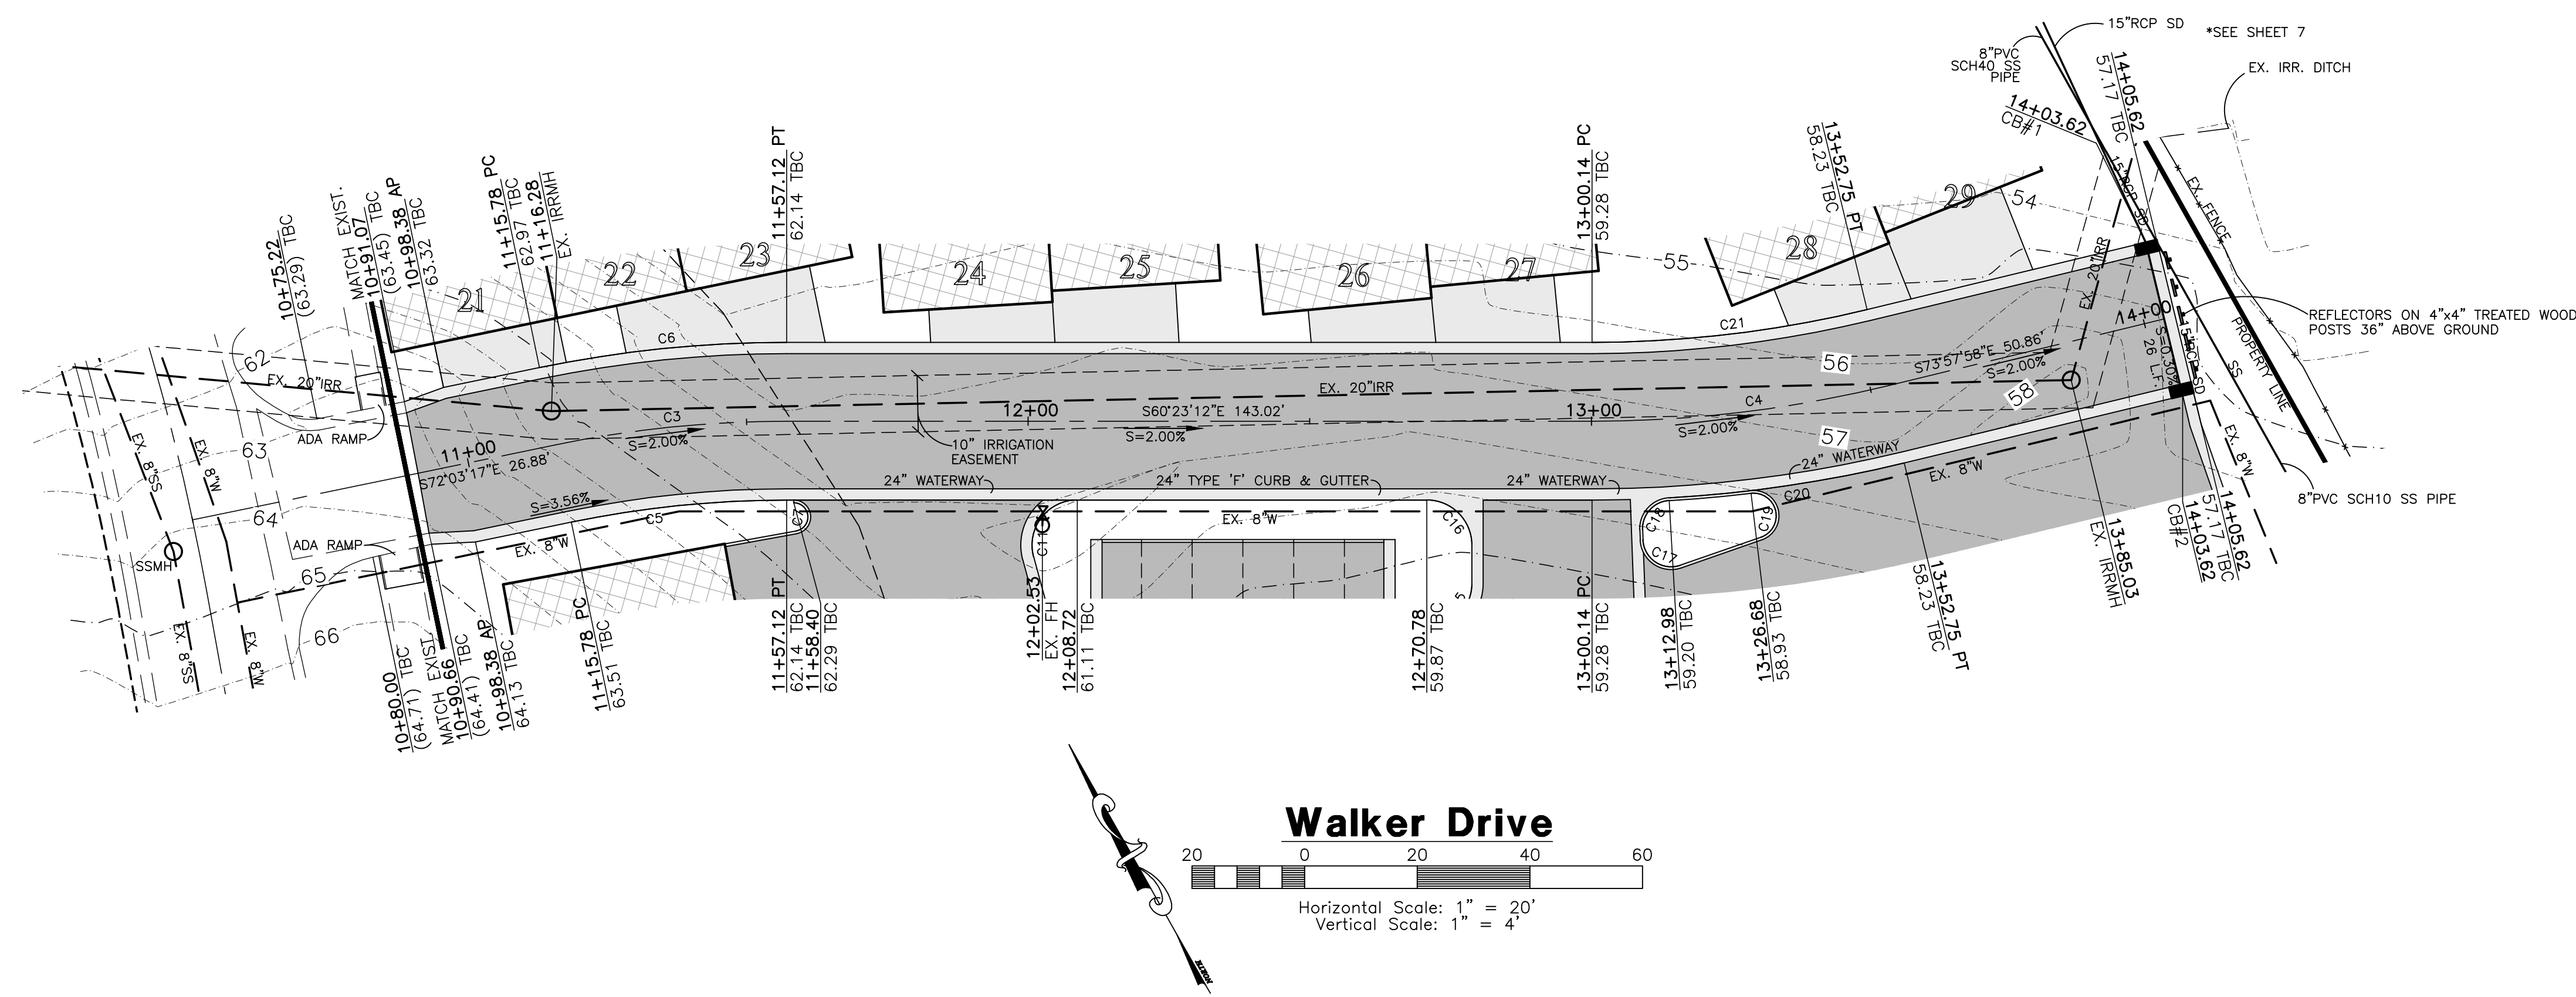 15"RCP SD
*SEE SHEET 7
8"PVC
SCH40 SS
PIPE
EX. IRR. DITCH
14+05.62
57.17 TBC
14+03.62
CB#1
15"RCP SD
EX. FENCE
13+52.75 PT
58.23 TBC
13+00.14 PC
59.28 TBC
11+57.12 PT
62.14 TBC
11+15.78 PC
62.97 TBC
11+16.28
EX. IRRMH
MATCH EXIST.
10+91.07
(63.45) TBC
10+98.38 AP
63.32 TBC
10+75.22
(63.29) TBC
21
22
23
24
25
26
27
28
29
54
55
56
57
58
62
63
64
65
66
C6
C21
EX. 20"IRR
EX. 20"IRR
EX. 20"IRR
ADA RAMP
11+00
S72°03'17"E 26.88'
C3
S=2.00%
10" IRRIGATION
EASEMENT
12+00
S60°23'12"E 143.02'
S=2.00%
13+00
C4
S=2.00%
S73°57'58"E 50.86'
S=2.00%
14+00
S=0.30%
26 L.F.
15"RCP SD
REFLECTORS ON 4"x4" TREATED WOOD
POSTS 36" ABOVE GROUND
PROPERTY LINE
SS
8"PVC SCH10 SS PIPE
EX. 8"W
EX. 8"SS
EX. 8"W
EX. 8"SS
EX. 8"W
SSMH
ADA RAMP
S=3.56%
EX. 8"W
C5
C7
24" WATERWAY
24" TYPE 'F' CURB & GUTTER
24" WATERWAY
24" WATERWAY
EX. 8"W
EX. 8"W
C11
C16
C18
C17
C19
C20
10+80.00
(64.71) TBC
MATCH EXIST.
10+90.66
(64.41) TBC
10+98.38 AP
64.13 TBC
11+15.78 PC
63.51 TBC
11+57.12 PT
62.14 TBC
11+58.40
62.29 TBC
12+02.53
EX. FH
12+08.72
61.11 TBC
12+70.78
59.87 TBC
13+00.14 PC
59.28 TBC
13+12.98
59.20 TBC
13+26.68
58.93 TBC
13+52.75 PT
58.23 TBC
13+85.03
EX. IRRMH
CB#2
14+03.62
57.17 TBC
14+05.62
Walker Drive
20 0 20 40 60
Horizontal Scale: 1" = 20'
Vertical Scale: 1" = 4'
NORTH